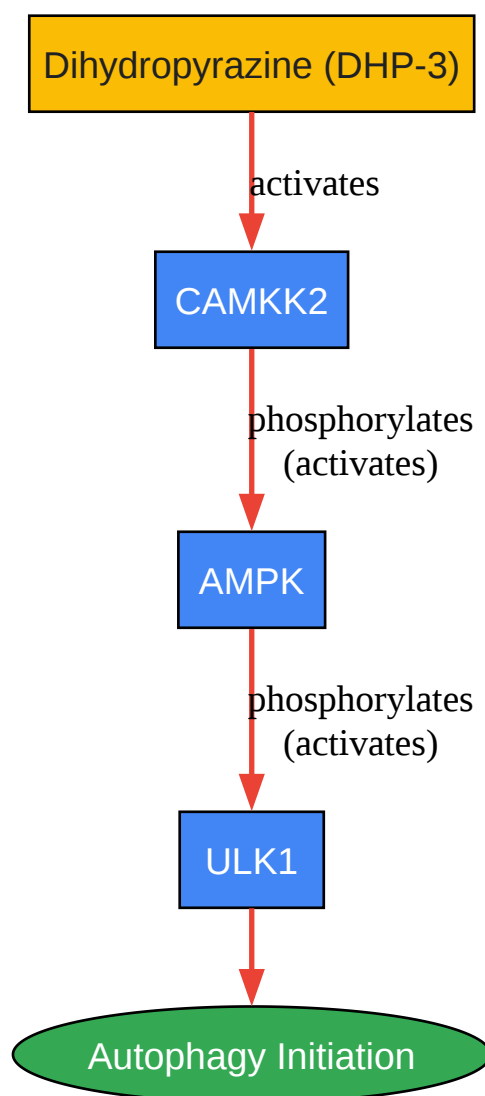 Dihydropyrazine (DHP-3)
activates
CAMKK2
phosphorylates
(activates)
AMPK
phosphorylates
(activates)
ULK1
Autophagy Initiation